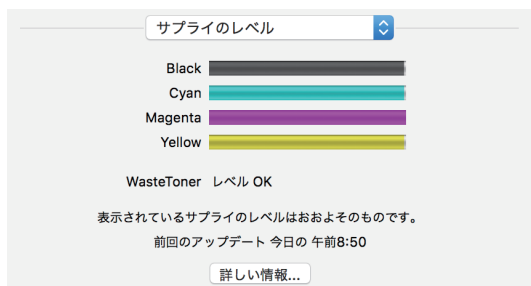 サプライのレベル
Black
Cyan
Magenta
Yellow
WasteToner レベル OK
表示されているサプライのレベルはおおよそのものです。
前回のアップデート 今日の 午前8:50
詳しい情報...